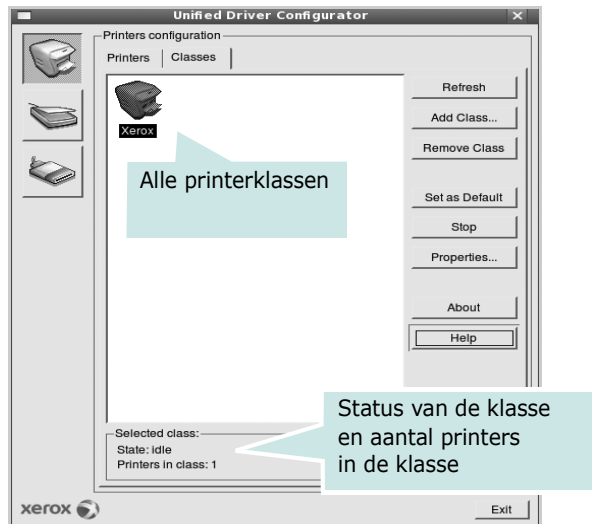 Unified Driver Configurator
Printers configuration
Printers
Classes
Xerox
Alle printerklassen
Refresh
Add Class...
Remove Class
Set as Default
Stop
Properties...
About
Help
Selected class:
State: idle
Printers in class: 1
Status van de klasse
en aantal printers
in de klasse
xerox
Exit